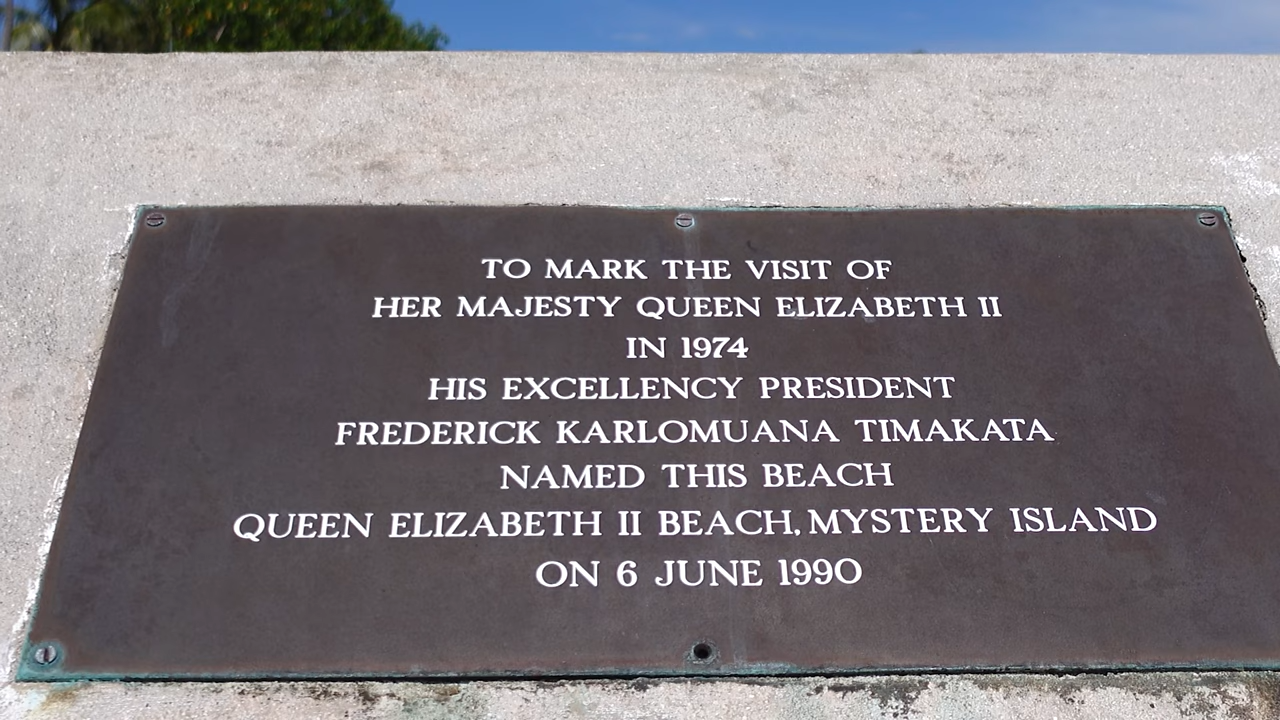 TO MARK THE VISIT OF
HER MAJESTY QUEEN ELIZABETH II
IN 1974
HIS EXCELLENCY PRESIDENT
FREDERICK KARLOMUANA TIMAKATA
NAMED THIS BEACH
QUEEN ELIZABETH II BEACH, MYSTERY ISLAND
ON 6 JUNE 1990